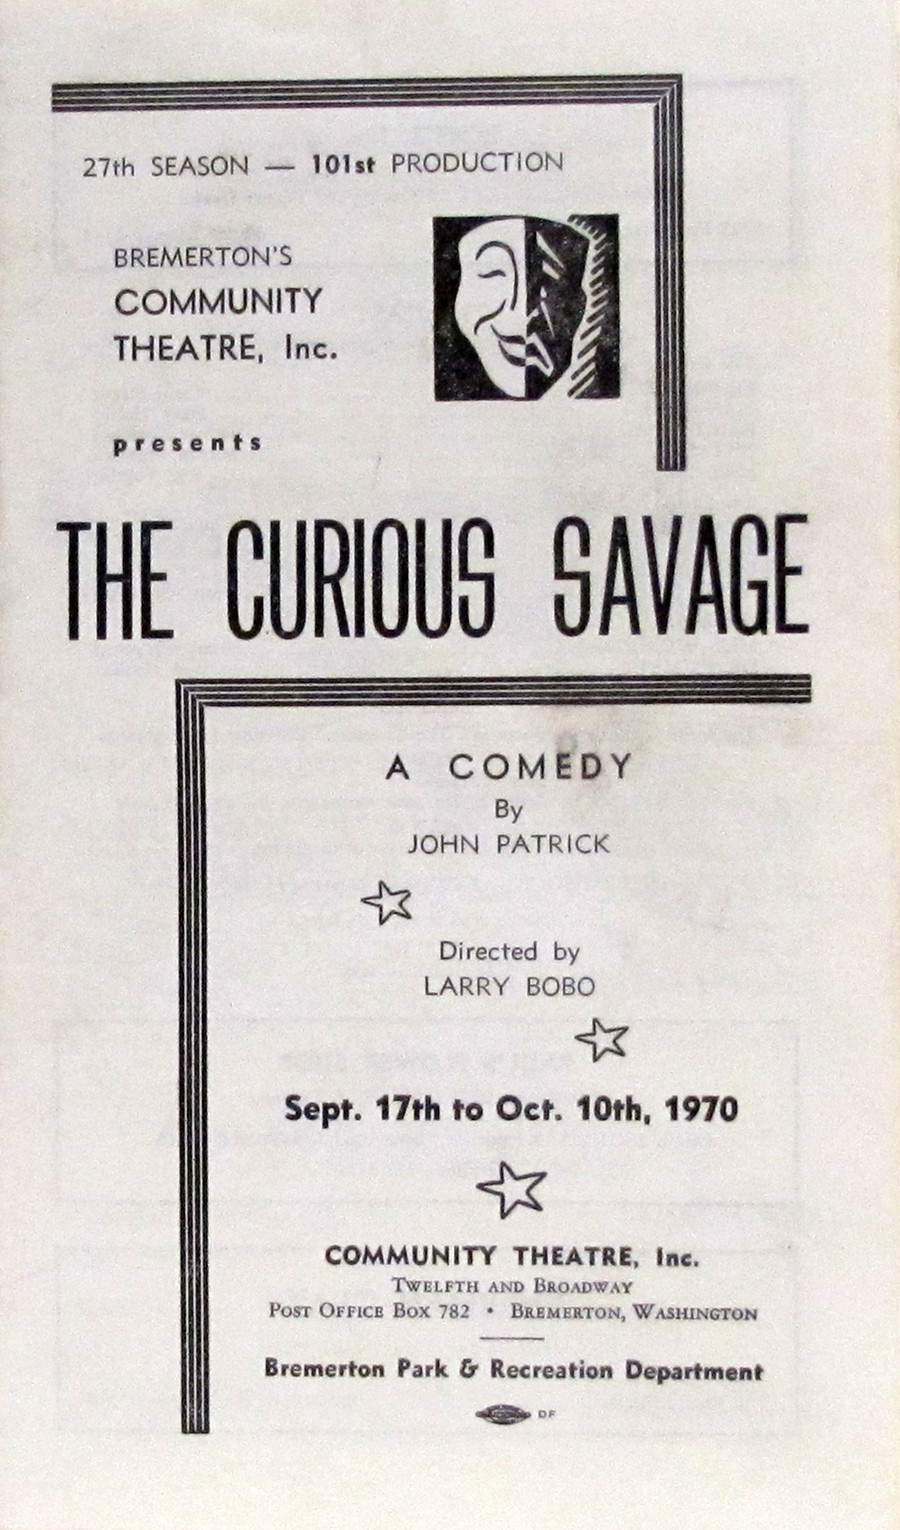 27th SEASON — 101st PRODUCTION
BREMERTON'S
COMMUNITY
THEATRE, Inc.
presents
THE CURIOUS SAVAGE
A COMEDY
By
JOHN PATRICK
Directed by
LARRY BOBO
Sept. 17th to Oct. 10th, 1970
COMMUNITY THEATRE, Inc.
TWELFTH AND BROADWAY
POST OFFICE BOX 782 • BREMERTON, WASHINGTON
Bremerton Park & Recreation Department
DF